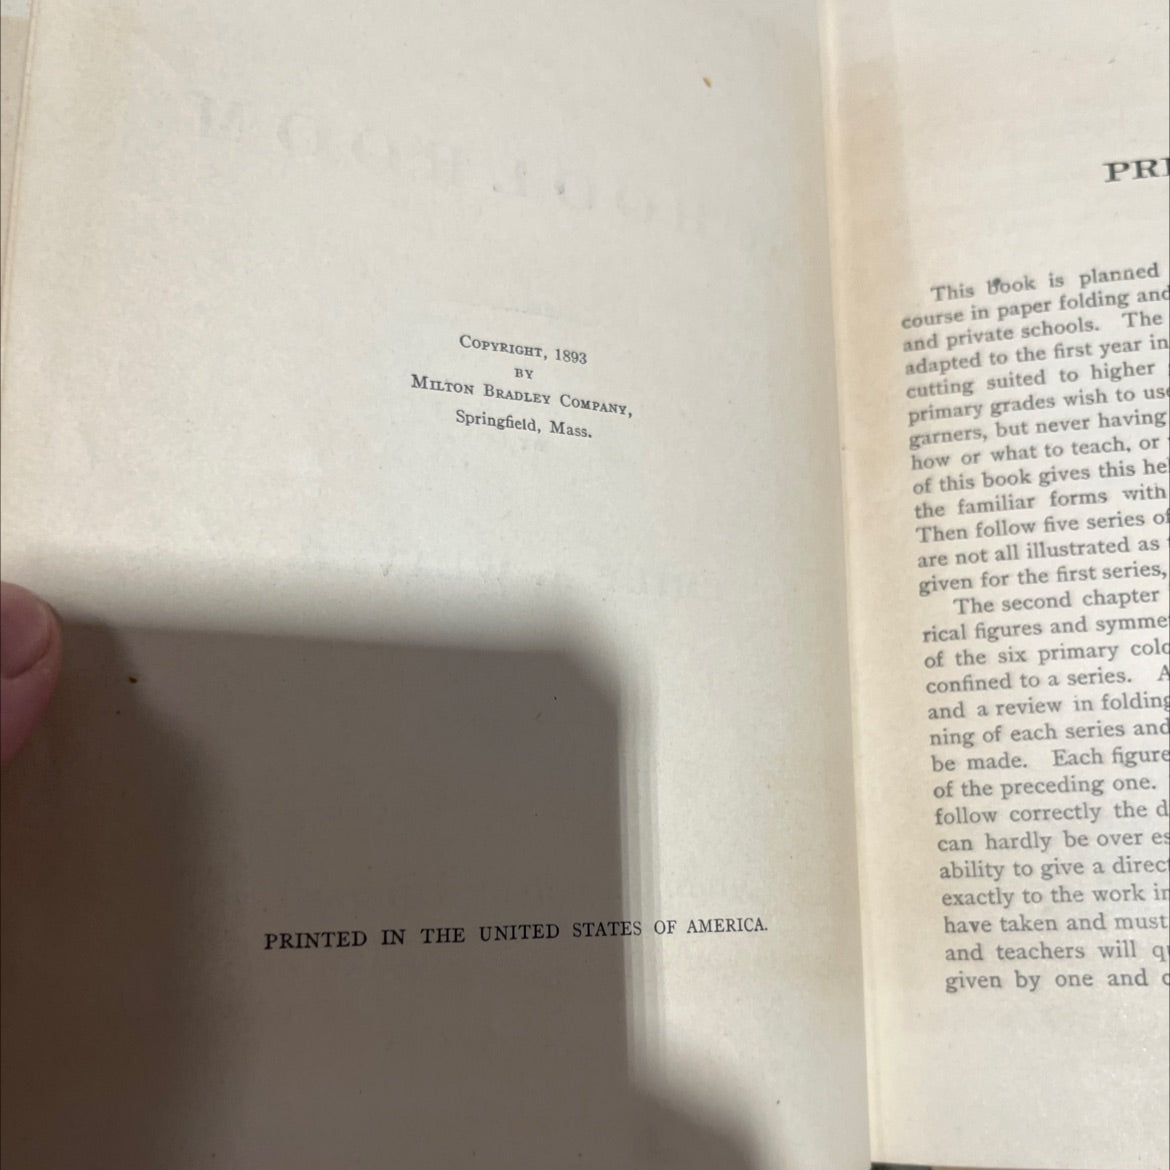 COPYRIGHT, 1893
BY
MILTON BRADLEY COMPANY,
Springfield, Mass.
PRINTED IN THE UNITED STATES OF AMERICA.
This book is planned
course in paper folding and
and private schools. The
adapted to the first year in
cutting suited to higher
primary grades wish to use
garners, but never having
how or what to teach, or
of this book gives this
the familiar forms with
Then follow five series of
are not all illustrated as
given for the first series,
The second chapter
rical figures and
of the six primary
confined to a series. A
and a review in folding
ning of each series and
be made. Each figure
of the preceding one.
follow correctly the
can hardly be over
ability to give a
exactly to the work in
have taken and must
and teachers will
given by one and